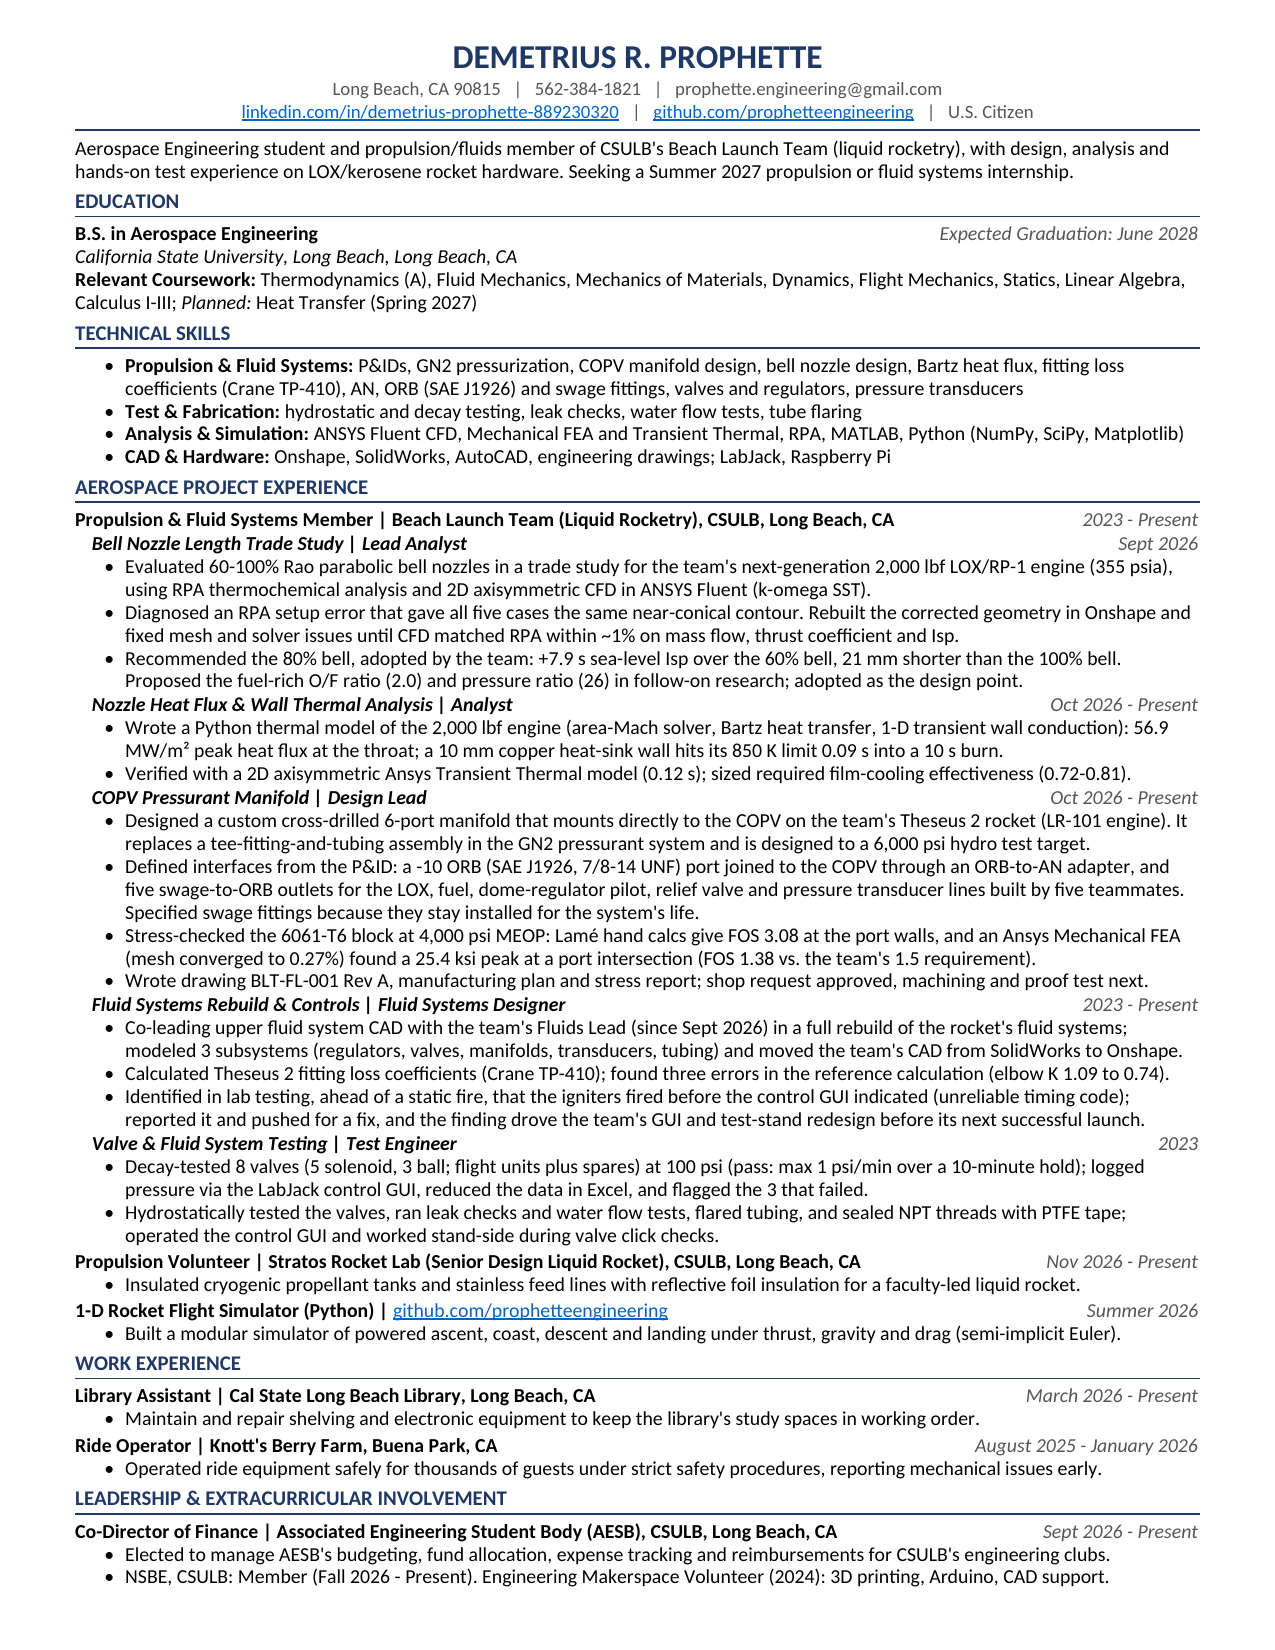 DEMETRIUS R. PROPHETTE
Long Beach, CA 90815 | 562-384-1821 | prophette.engineering@gmail.com
linkedin.com/in/demetrius-prophette-889230320 | github.com/prophetteengineering | U.S. Citizen
Aerospace Engineering student and propulsion/fluids member of CSULB's Beach Launch Team (liquid rocketry), with design, analysis and
hands-on test experience on LOX/kerosene rocket hardware. Seeking a Summer 2027 propulsion or fluid systems internship.
EDUCATION
B.S. in Aerospace Engineering Expected Graduation: June 2028
California State University, Long Beach, Long Beach, CA
Relevant Coursework: Thermodynamics (A), Fluid Mechanics, Mechanics of Materials, Dynamics, Flight Mechanics, Statics, Linear Algebra,
Calculus I-III; Planned: Heat Transfer (Spring 2027)
TECHNICAL SKILLS
• Propulsion & Fluid Systems: P&IDs, GN2 pressurization, COPV manifold design, bell nozzle design, Bartz heat flux, fitting loss
coefficients (Crane TP-410), AN, ORB (SAE J1926) and swage fittings, valves and regulators, pressure transducers
• Test & Fabrication: hydrostatic and decay testing, leak checks, water flow tests, tube flaring
• Analysis & Simulation: ANSYS Fluent CFD, Mechanical FEA and Transient Thermal, RPA, MATLAB, Python (NumPy, SciPy, Matplotlib)
• CAD & Hardware: Onshape, SolidWorks, AutoCAD, engineering drawings; LabJack, Raspberry Pi
AEROSPACE PROJECT EXPERIENCE
Propulsion & Fluid Systems Member | Beach Launch Team (Liquid Rocketry), CSULB, Long Beach, CA 2023 - Present
Bell Nozzle Length Trade Study | Lead Analyst Sept 2026
• Evaluated 60-100% Rao parabolic bell nozzles in a trade study for the team's next-generation 2,000 lbf LOX/RP-1 engine (355 psia),
using RPA thermochemical analysis and 2D axisymmetric CFD in ANSYS Fluent (k-omega SST).
• Diagnosed an RPA setup error that gave all five cases the same near-conical contour. Rebuilt the corrected geometry in Onshape and
fixed mesh and solver issues until CFD matched RPA within ~1% on mass flow, thrust coefficient and Isp.
• Recommended the 80% bell, adopted by the team: +7.9 s sea-level Isp over the 60% bell, 21 mm shorter than the 100% bell.
Proposed the fuel-rich O/F ratio (2.0) and pressure ratio (26) in follow-on research; adopted as the design point.
Nozzle Heat Flux & Wall Thermal Analysis | Analyst Oct 2026 - Present
• Wrote a Python thermal model of the 2,000 lbf engine (area-Mach solver, Bartz heat transfer, 1-D transient wall conduction): 56.9
MW/m² peak heat flux at the throat; a 10 mm copper heat-sink wall hits its 850 K limit 0.09 s into a 10 s burn.
• Verified with a 2D axisymmetric Ansys Transient Thermal model (0.12 s); sized required film-cooling effectiveness (0.72-0.81).
COPV Pressurant Manifold | Design Lead Oct 2026 - Present
• Designed a custom cross-drilled 6-port manifold that mounts directly to the COPV on the team's Theseus 2 rocket (LR-101 engine). It
replaces a tee-fitting-and-tubing assembly in the GN2 pressurant system and is designed to a 6,000 psi hydro test target.
• Defined interfaces from the P&ID: a -10 ORB (SAE J1926, 7/8-14 UNF) port joined to the COPV through an ORB-to-AN adapter, and
five swage-to-ORB outlets for the LOX, fuel, dome-regulator pilot, relief valve and pressure transducer lines built by five teammates.
Specified swage fittings because they stay installed for the system's life.
• Stress-checked the 6061-T6 block at 4,000 psi MEOP: Lamé hand calcs give FOS 3.08 at the port walls, and an Ansys Mechanical FEA
(mesh converged to 0.27%) found a 25.4 ksi peak at a port intersection (FOS 1.38 vs. the team's 1.5 requirement).
• Wrote drawing BLT-FL-001 Rev A, manufacturing plan and stress report; shop request approved, machining and proof test next.
Fluid Systems Rebuild & Controls | Fluid Systems Designer 2023 - Present
• Co-leading upper fluid system CAD with the team's Fluids Lead (since Sept 2026) in a full rebuild of the rocket's fluid systems;
modeled 3 subsystems (regulators, valves, manifolds, transducers, tubing) and moved the team's CAD from SolidWorks to Onshape.
• Calculated Theseus 2 fitting loss coefficients (Crane TP-410); found three errors in the reference calculation (elbow K 1.09 to 0.74).
• Identified in lab testing, ahead of a static fire, that the igniters fired before the control GUI indicated (unreliable timing code);
reported it and pushed for a fix, and the finding drove the team's GUI and test-stand redesign before its next successful launch.
Valve & Fluid System Testing | Test Engineer 2023
• Decay-tested 8 valves (5 solenoid, 3 ball; flight units plus spares) at 100 psi (pass: max 1 psi/min over a 10-minute hold); logged
pressure via the LabJack control GUI, reduced the data in Excel, and flagged the 3 that failed.
• Hydrostatically tested the valves, ran leak checks and water flow tests, flared tubing, and sealed NPT threads with PTFE tape;
operated the control GUI and worked stand-side during valve click checks.
Propulsion Volunteer | Stratos Rocket Lab (Senior Design Liquid Rocket), CSULB, Long Beach, CA Nov 2026 - Present
• Insulated cryogenic propellant tanks and stainless feed lines with reflective foil insulation for a faculty-led liquid rocket.
1-D Rocket Flight Simulator (Python) | github.com/prophetteengineering Summer 2026
• Built a modular simulator of powered ascent, coast, descent and landing under thrust, gravity and drag (semi-implicit Euler).
WORK EXPERIENCE
Library Assistant | Cal State Long Beach Library, Long Beach, CA March 2026 - Present
• Maintain and repair shelving and electronic equipment to keep the library's study spaces in working order.
Ride Operator | Knott's Berry Farm, Buena Park, CA August 2025 - January 2026
• Operated ride equipment safely for thousands of guests under strict safety procedures, reporting mechanical issues early.
LEADERSHIP & EXTRACURRICULAR INVOLVEMENT
Co-Director of Finance | Associated Engineering Student Body (AESB), CSULB, Long Beach, CA Sept 2026 - Present
• Elected to manage AESB's budgeting, fund allocation, expense tracking and reimbursements for CSULB's engineering clubs.
• NSBE, CSULB: Member (Fall 2026 - Present). Engineering Makerspace Volunteer (2024): 3D printing, Arduino, CAD support.